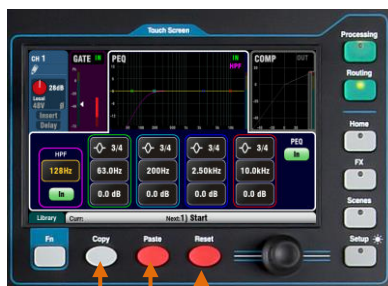 Touch Screen
Processing
Routing
Home
FX
Scenes
Setup
CH 1
GATE IN
PEQ
IN
HPF
COMP
OUT
28dB
Local
48V Ø
Insert
Delay
HPF
128Hz
In
3/4
63.0Hz
0.0 dB
3/4
200Hz
0.0 dB
3/4
2.50kHz
0.0 dB
3/4
10.0kHz
0.0 dB
PEQ
In
Library
Curr:
Next:1) Start
Fn
Copy
Paste
Reset